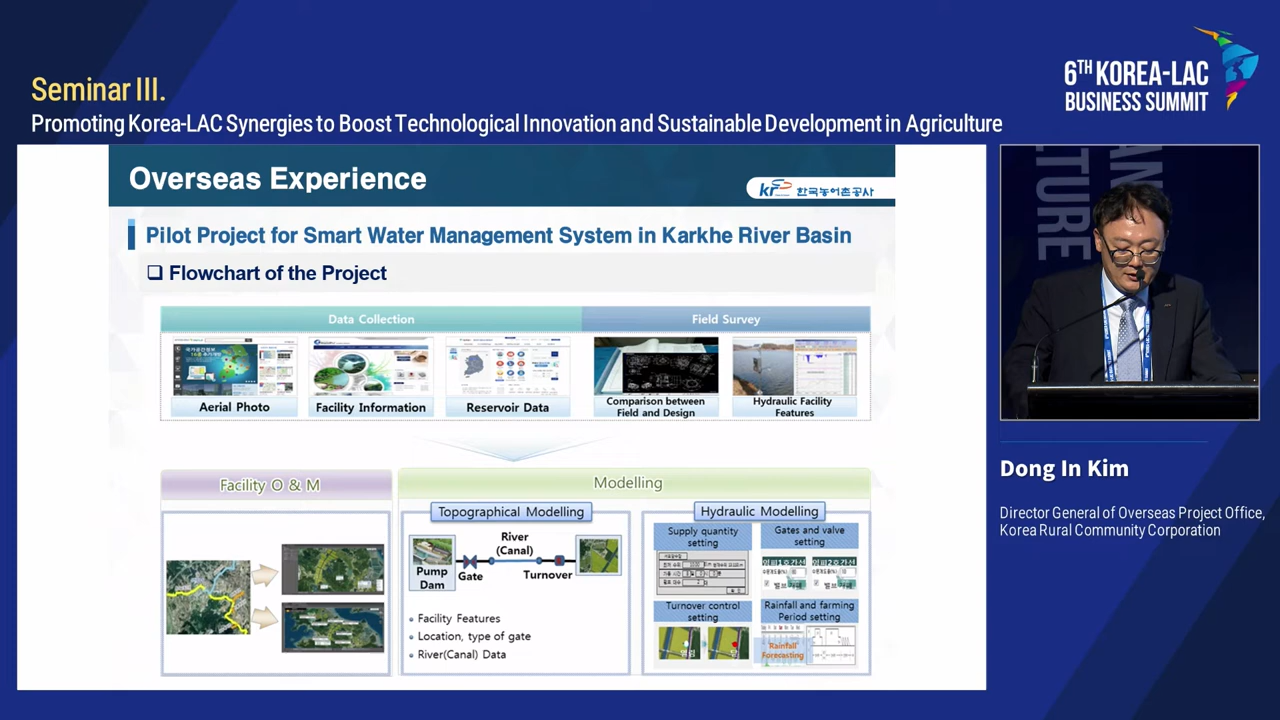 Seminar III.
Promoting Korea-LAC Synergies to Boost Technological Innovation and Sustainable Development in Agriculture
6TH KOREA-LAC
BUSINESS SUMMIT
Overseas Experience
한국농어촌공사
Pilot Project for Smart Water Management System in Karkhe River Basin
Flowchart of the Project
Data Collection
Field Survey
Aerial Photo
Facility Information
Reservoir Data
Comparison between
Field and Design
Hydraulic Facility
Features
Facility O & M
Modelling
Topographical Modelling
River
(Canal)
Pump
Dam
Gate
Turnover
Facility Features
Location, type of gate
River(Canal) Data
Hydraulic Modelling
Supply quantity
setting
Gates and valve
setting
Turnover control
setting
Rainfall and farming
Period setting
Rainfall
Forecasting
TURE
Dong In Kim
Director General of Overseas Project Office,
Korea Rural Community Corporation